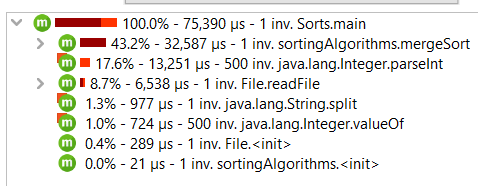 m 100.0% - 75,390 µs - 1 inv. Sorts.main
m 43.2% - 32,587 µs - 1 inv. sortingAlgorithms.mergeSort
m 17.6% - 13,251 µs - 500 inv. java.lang.Integer.parseInt
m 8.7% - 6,538 µs - 1 inv. File.readFile
m 1.3% - 977 µs - 1 inv. java.lang.String.split
m 1.0% - 724 µs - 500 inv. java.lang.Integer.valueOf
m 0.4% - 289 µs - 1 inv. File.<init>
m 0.0% - 21 µs - 1 inv. sortingAlgorithms.<init>